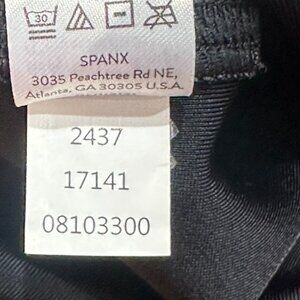 30
SPANX
3035 Peachtree Rd NE,
Atlanta, GA 30305 U.S.A.
2437
17141
08103300